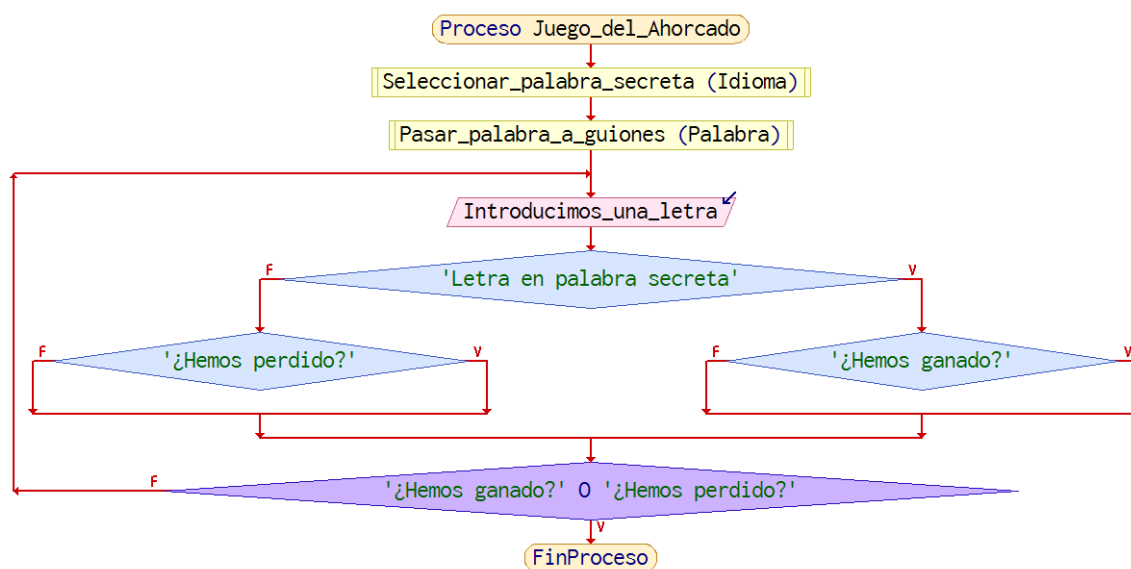 Proceso Juego_del_Ahorcado
Seleccionar_palabra_secreta (Idioma)
Pasar_palabra_a_guiones (Palabra)
Introducimos_una_letra
F
'Letra en palabra secreta'
V
F
'¿Hemos perdido?'
V
F
'¿Hemos ganado?'
V
F
'¿Hemos ganado?' O '¿Hemos perdido?'
V
FinProceso